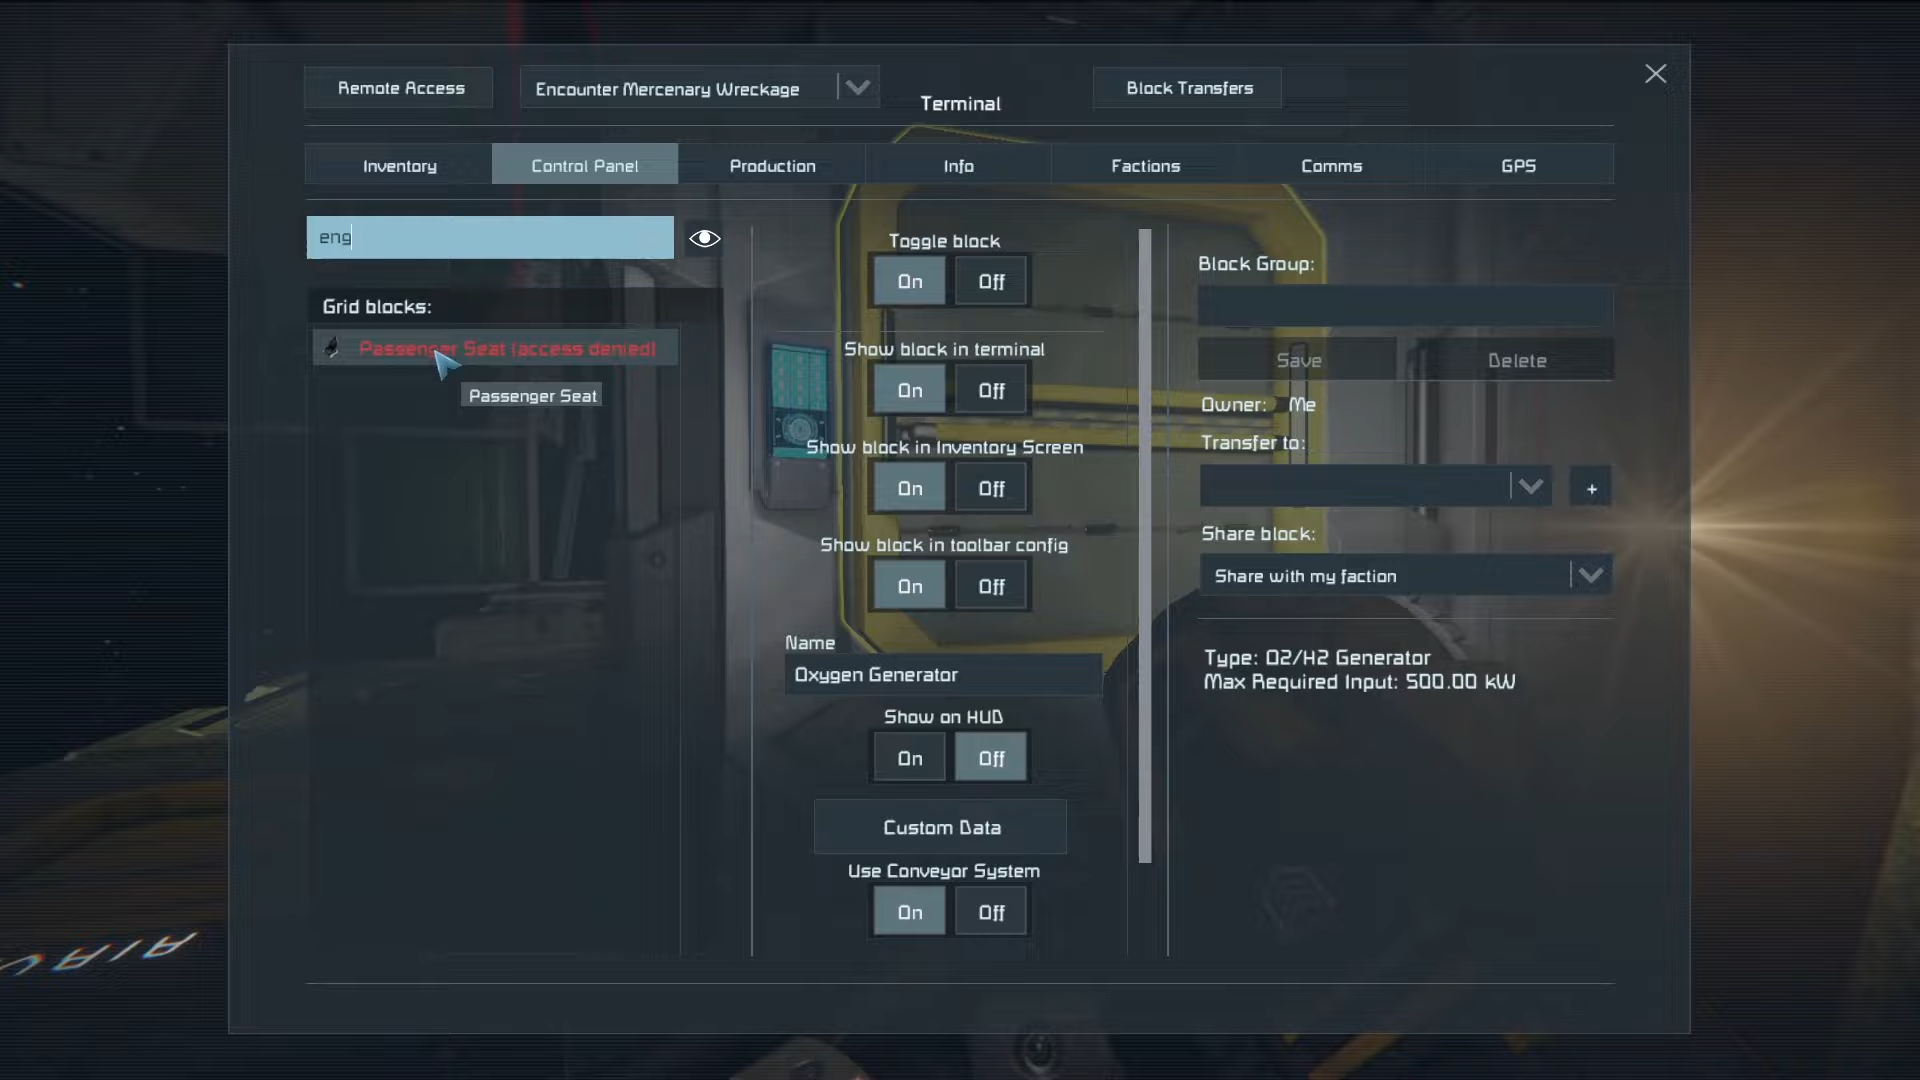 Remote Access
Encounter Mercenary Wreckage
Terminal
Block Transfers
Inventory
Control Panel
Production
Info
Factions
Comms
GPS
eng
Grid blocks:
Passenger Seat (access denied)
Passenger Seat
Toggle block
On Off
Show block in terminal
On Off
Show block in Inventory Screen
On Off
Show block in toolbar config
On Off
Name
Oxygen Generator
Show on HUD
On Off
Custom Data
Use Conveyor System
On Off
Block Group:
Save
Delete
Owner: Me
Transfer to:
+
Share block:
Share with my faction
Type: O2/H2 Generator
Max Required Input: 500.00 kW